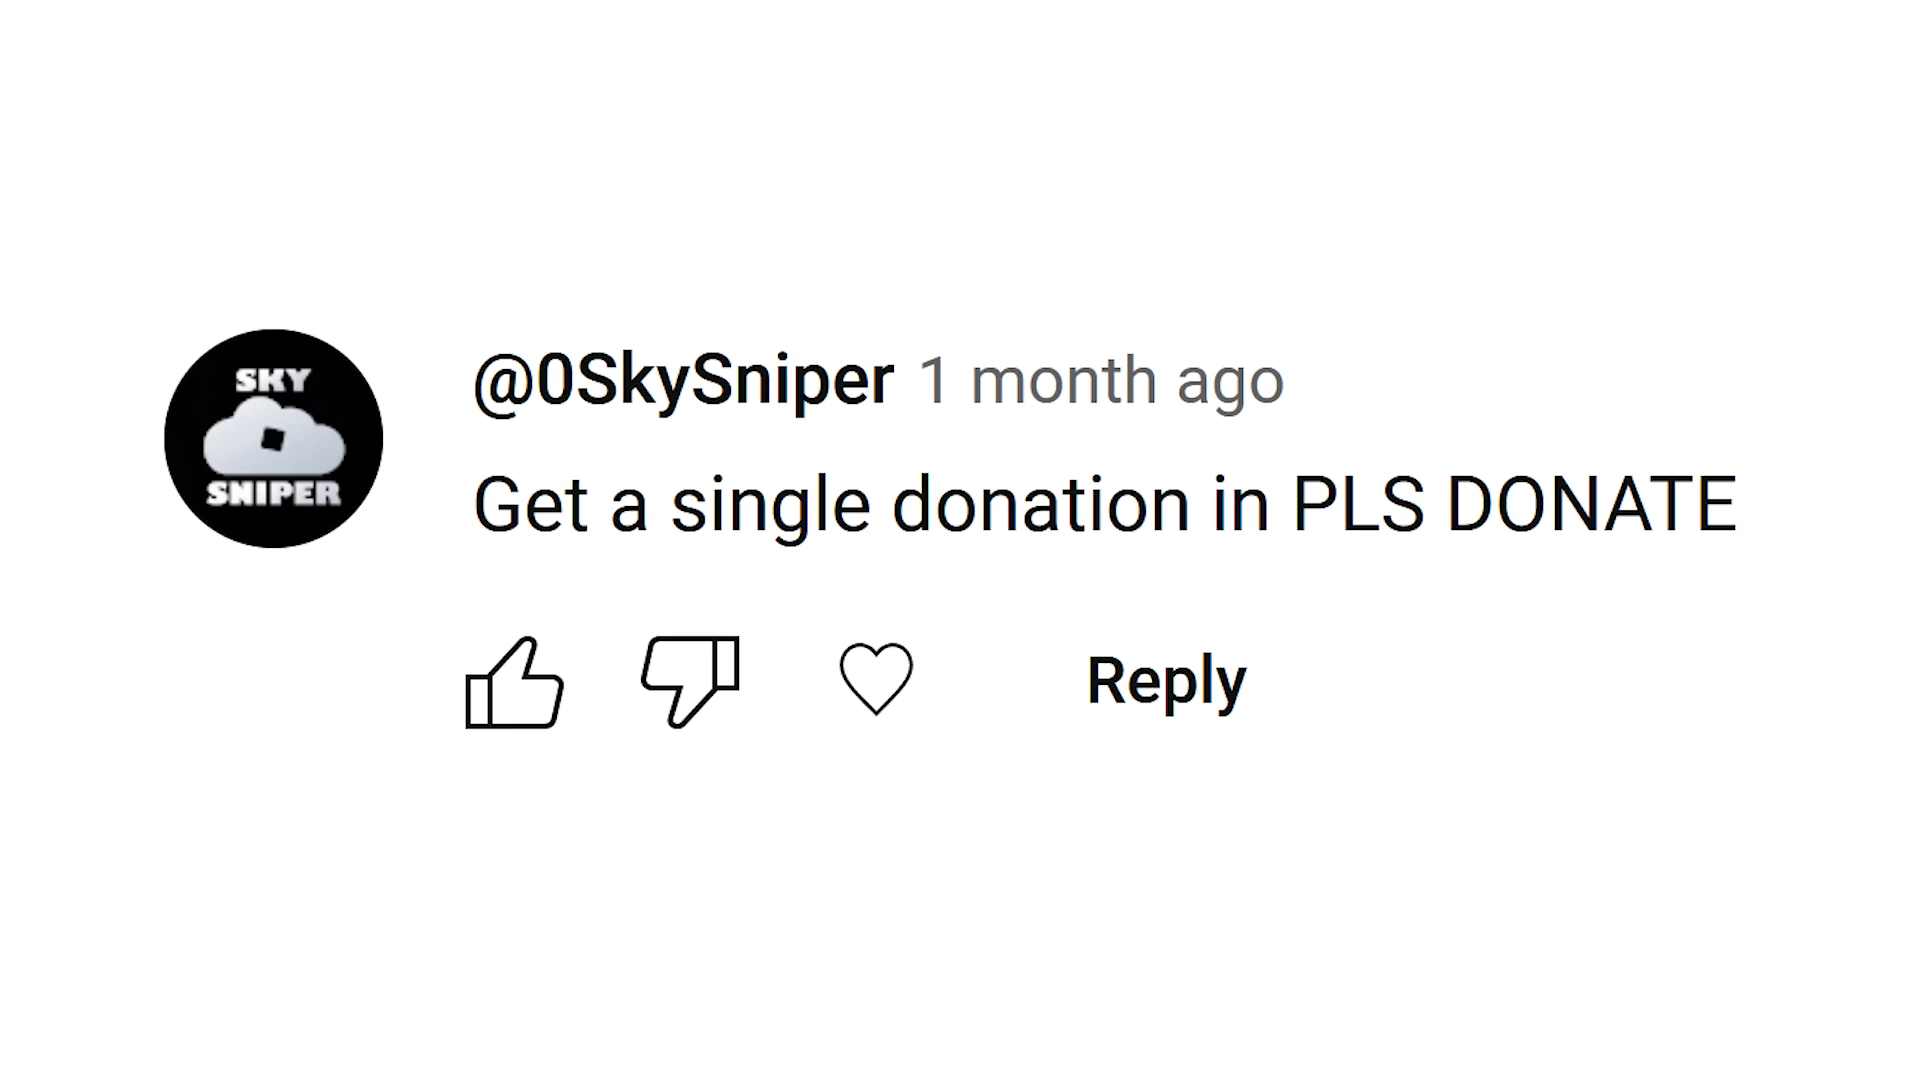 SKY
SNIPER
@0SkySniper 1 month ago
Get a single donation in PLS DONATE
Reply